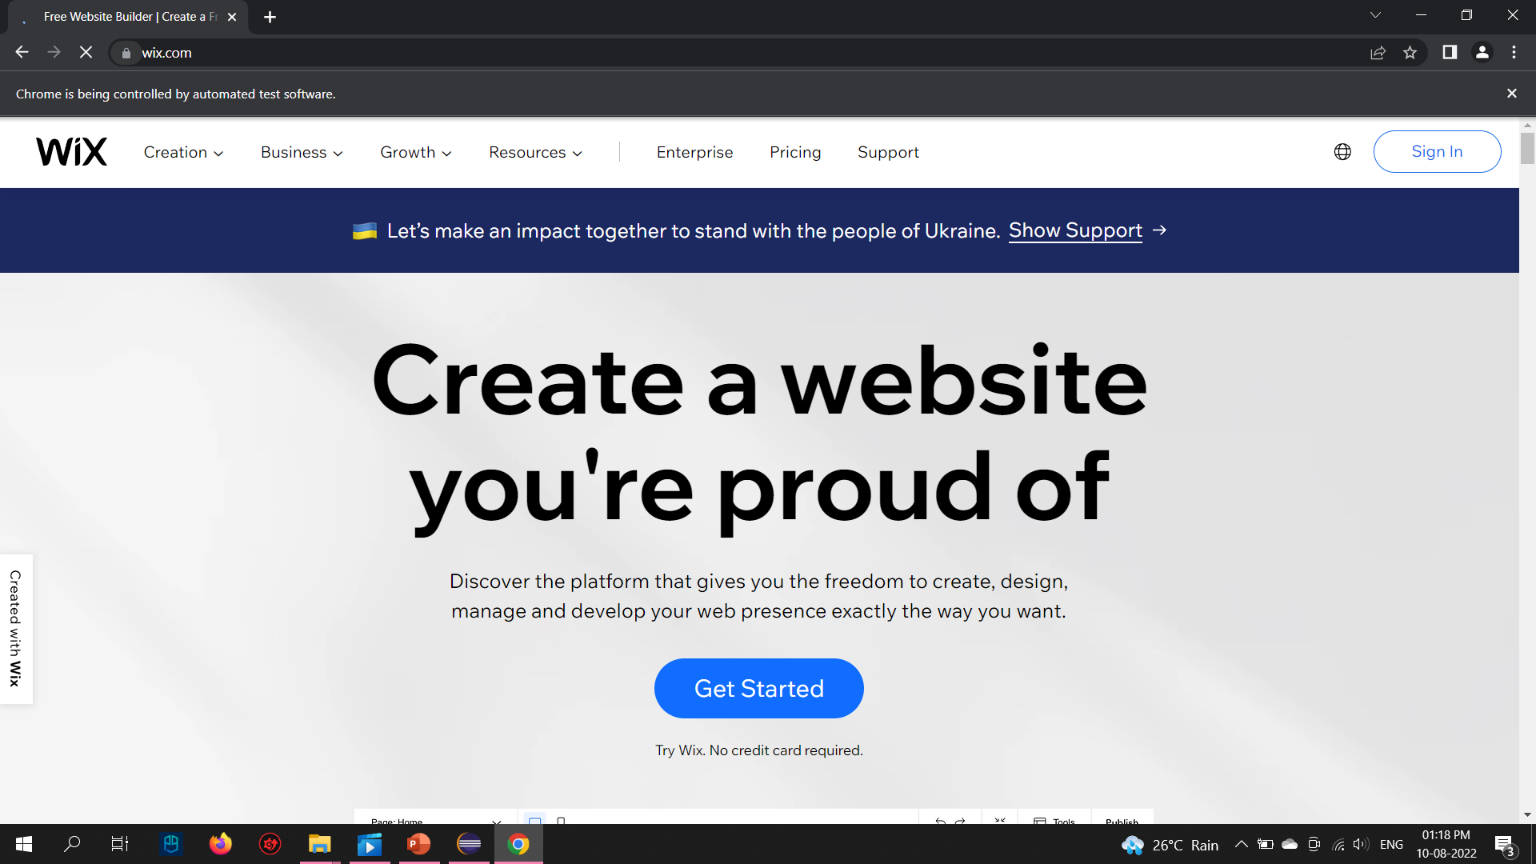 Free Website Builder | Create a Fr
wix.com
Chrome is being controlled by automated test software.
WiX
Creation
Business
Growth
Resources
Enterprise
Pricing
Support
Sign In
Let's make an impact together to stand with the people of Ukraine. Show Support →
Create a website
you're proud of
Discover the platform that gives you the freedom to create, design,
manage and develop your web presence exactly the way you want.
Get Started
Try Wix. No credit card required.
Created with Wix
Page: Home
Tools
Publish
26°C Rain
ENG
01:18 PM
10-08-2022
3